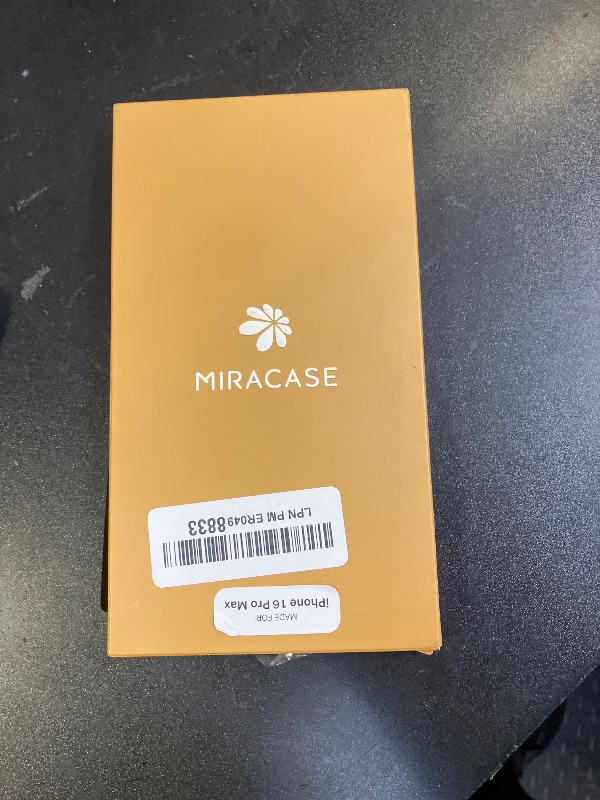 MIRACASE
LPN PM ER0498833
MADE FOR
iPhone 16 Pro Max